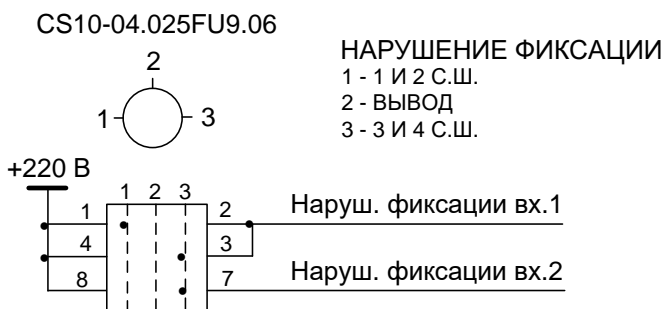 CS10-04.025FU9.06
2
1
3
НАРУШЕНИЕ ФИКСАЦИИ
1 - 1 И 2 С.Ш.
2 - ВЫВОД
3 - 3 И 4 С.Ш.
+220 В
1 2 3
1 2 Наруш. фиксации вх.1
4 3
8 7 Наруш. фиксации вх.2